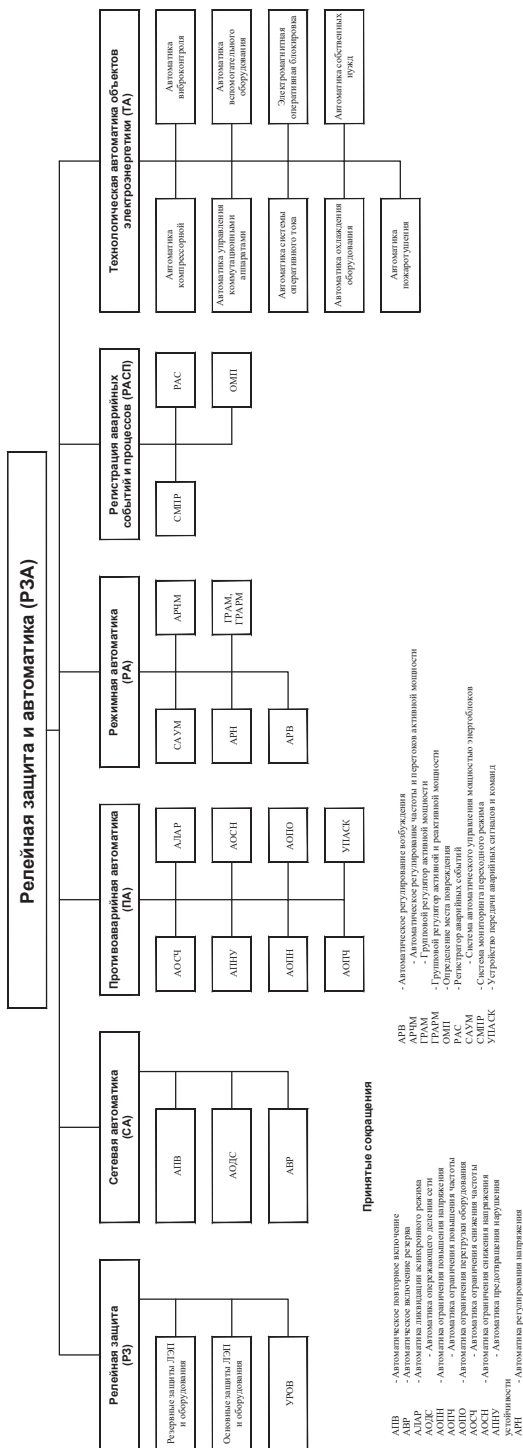 Релейная защита и автоматика (РЗА)
Релейная защита
(РЗ)
Резервные защиты ЛЭП
и оборудования
Основные защиты ЛЭП
и оборудования
УРОВ
Сетевая автоматика
(СА)
АПВ
АОДС
АВР
Противоаварийная автоматика
(ПА)
АОСЧ
АЛАР
АПНУ
АОСН
АОПН
АОПО
АОПЧ
УПАСК
Режимная автоматика
(РА)
САУМ
АРЧМ
АРН
ГРАМ,
ГРАРМ
АРВ
Регистрация аварийных
событий и процессов (РАСП)
СМПР
РАС
ОМП
Технологическая автоматика объектов
электроэнергетики (ТА)
Автоматика
компрессорной
Автоматика
виброконтроля
Автоматика управления
коммутационными
аппаратами
Автоматика
вспомогательного
оборудования
Автоматика системы
оперативного тока
Электромагнитная
оперативная блокировка
Автоматика охлаждения
оборудования
Автоматика собственных
нужд
Автоматика
пожаротушения
Принятые сокращения
АПВ - Автоматическое повторное включение
АВР - Автоматическое включение резерва
АЛАР - Автоматика ликвидации асинхронного режима
АОДС - Автоматика опережающего деления сети
АОПН - Автоматика ограничения повышения напряжения
АОПЧ - Автоматика ограничения повышения частоты
АОПО - Автоматика ограничения перегрузки оборудования
АОСЧ - Автоматика ограничения снижения частоты
АОСН - Автоматика ограничения снижения напряжения
АПНУ - Автоматика предотвращения нарушения
устойчивости
АРН - Автоматика регулирования напряжения
АРВ - Автоматическое регулирование возбуждения
АРЧМ - Автоматическое регулирование частоты и перетоков активной мощности
ГРАМ - Групповой регулятор активной мощности
ГРАРМ - Групповой регулятор активной и реактивной мощности
ОМП - Определение места повреждения
РАС - Регистратор аварийных событий
САУМ - Система автоматического управления мощностью энергоблоков
СМПР - Система мониторинга переходного режима
УПАСК - Устройство передачи аварийных сигналов и команд